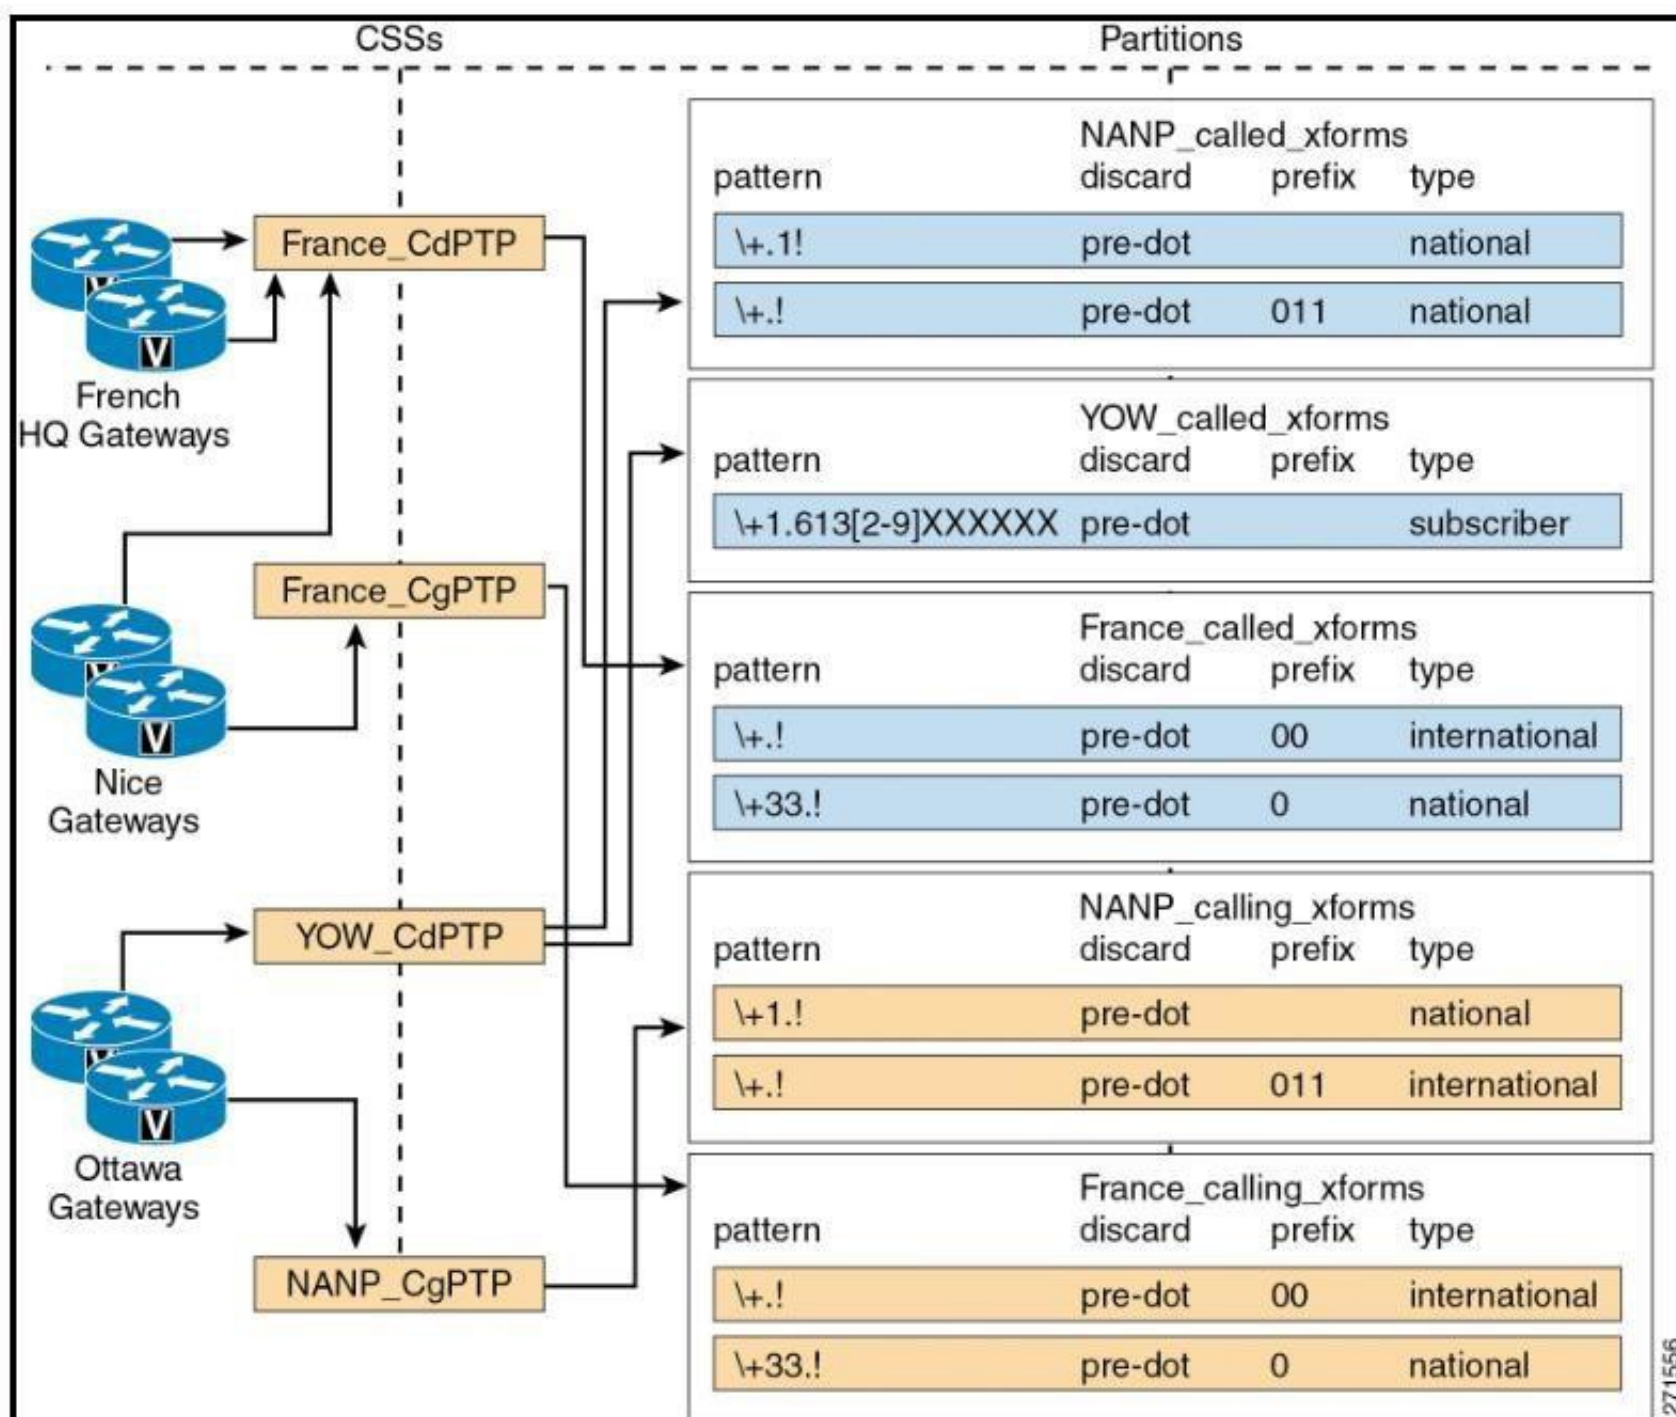 CSSs
Partitions
NANP_called_xforms
pattern discard prefix type
\+.1! pre-dot national
\+.! pre-dot 011 national
YOW_called_xforms
pattern discard prefix type
\+1.613[2-9]XXXXXX pre-dot subscriber
France_called_xforms
pattern discard prefix type
\+.! pre-dot 00 international
\+33.! pre-dot 0 national
NANP_calling_xforms
pattern discard prefix type
\+1.! pre-dot national
\+.! pre-dot 011 international
France_calling_xforms
pattern discard prefix type
\+.! pre-dot 00 international
\+33.! pre-dot 0 national
France_CdPTP
France_CgPTP
YOW_CdPTP
NANP_CgPTP
V
V
French
HQ Gateways
V
V
Nice
Gateways
V
V
Ottawa
Gateways
271556